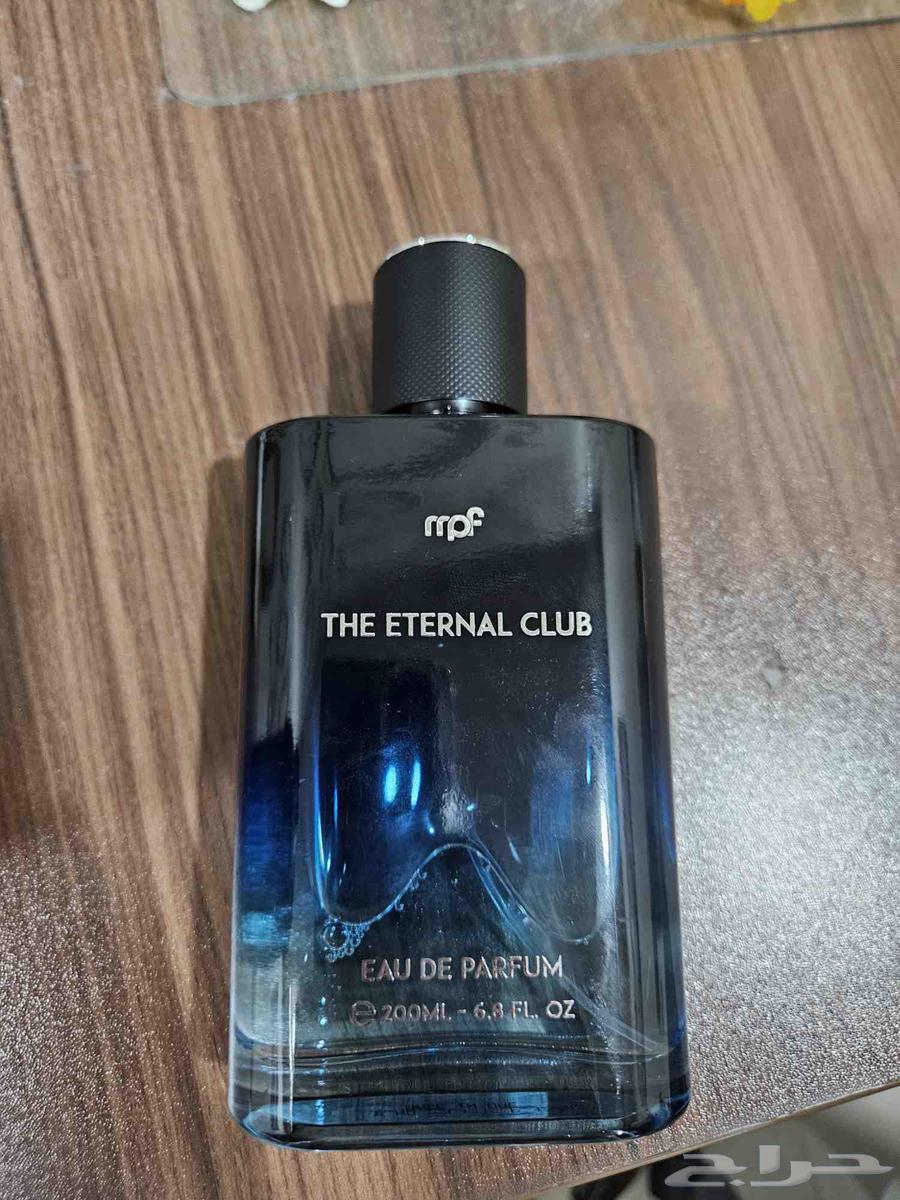 mpf
THE ETERNAL CLUB
EAU DE PARFUM
℮ 200ML - 6.8 FL. OZ
حراج